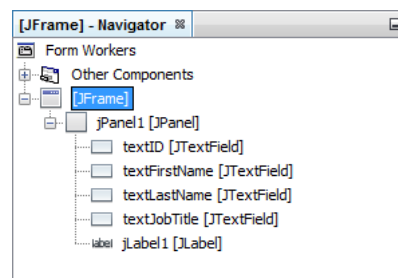 [JFrame] - Navigator
Form Workers
Other Components
[JFrame]
jPanel1 [JPanel]
textID [JTextField]
textFirstName [JTextField]
textLastName [JTextField]
textJobTitle [JTextField]
label jLabel1 [JLabel]